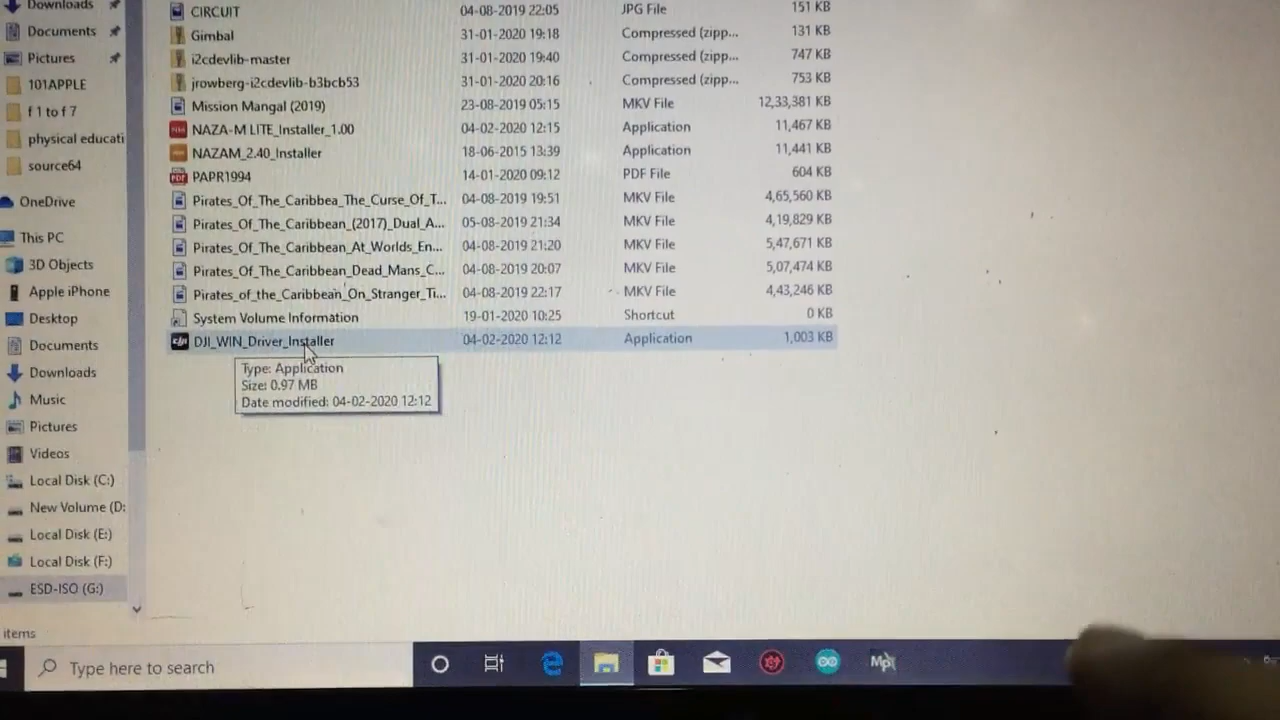 Downloads
Documents
Pictures
101APPLE
f 1 to f 7
physical educati
source64
OneDrive
This PC
3D Objects
Apple iPhone
Desktop
Documents
Downloads
Music
Pictures
Videos
Local Disk (C:)
New Volume (D:
Local Disk (E:)
Local Disk (F:)
ESD-ISO (G:)
items
CIRCUIT 04-08-2019 22:05 JPG File 151 KB
Gimbal 31-01-2020 19:18 Compressed (zipp... 131 KB
i2cdevlib-master 31-01-2020 19:40 Compressed (zipp... 747 KB
jrowberg-i2cdevlib-b3bcb53 31-01-2020 20:16 Compressed (zipp... 753 KB
Mission Mangal (2019) 23-08-2019 05:15 MKV File 12,33,381 KB
NAZA-M LITE_Installer_1.00 04-02-2020 12:15 Application 11,467 KB
NAZAM_2.40_Installer 18-06-2015 13:39 Application 11,441 KB
PDF PAPR1994 14-01-2020 09:12 PDF File 604 KB
Pirates_Of_The_Caribbea_The_Curse_Of_T... 04-08-2019 19:51 MKV File 4,65,560 KB
Pirates_Of_The_Caribbean_(2017)_Dual_A... 05-08-2019 21:34 MKV File 4,19,829 KB
Pirates_Of_The_Caribbean_At_Worlds_En... 04-08-2019 21:20 MKV File 5,47,671 KB
Pirates_Of_The_Caribbean_Dead_Mans_C... 04-08-2019 20:07 MKV File 5,07,474 KB
Pirates_of_the_Caribbean_On_Stranger_Ti... 04-08-2019 22:17 MKV File 4,43,246 KB
System Volume Information 19-01-2020 10:25 Shortcut 0 KB
dji DJI_WIN_Driver_Installer 04-02-2020 12:12 Application 1,003 KB
Type: Application
Size: 0.97 MB
Date modified: 04-02-2020 12:12
Type here to search